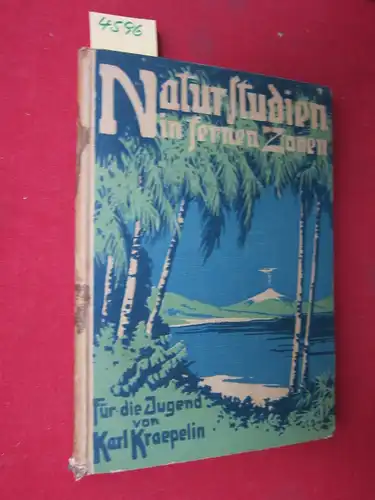 4596
Naturstudien
in fernen Zonen
Für die Jugend
von
Karl Kraepelin